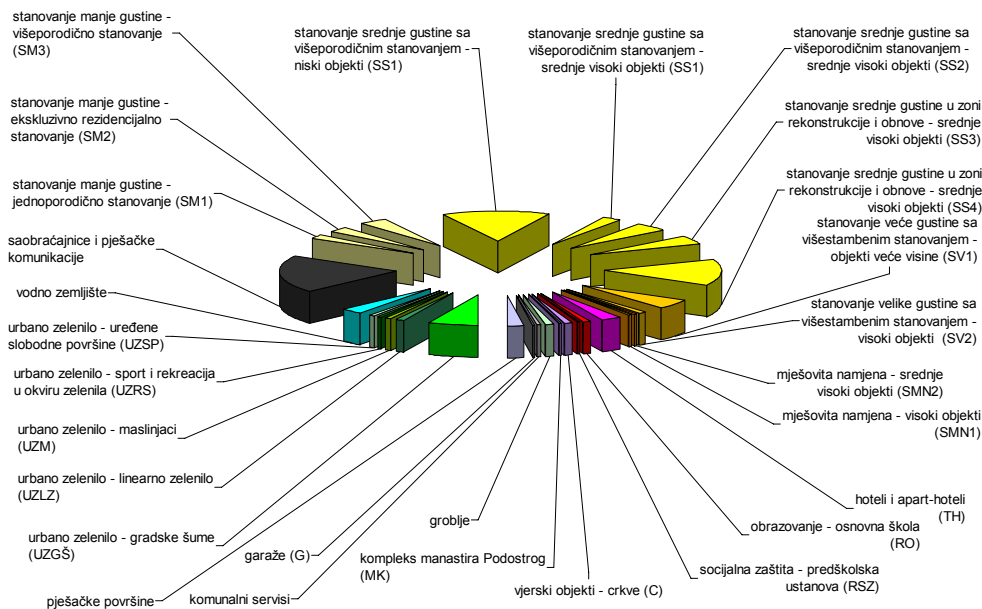 stanovanje manje gustine -
višeporodično stanovanje
(SM3)
stanovanje srednje gustine sa
višeporodičnim stanovanjem -
niski objekti (SS1)
stanovanje srednje gustine sa
višeporodičnim stanovanjem -
srednje visoki objekti (SS1)
stanovanje srednje gustine sa
višeporodičnim stanovanjem -
srednje visoki objekti (SS2)
stanovanje manje gustine -
ekskluzivno rezidencijalno
stanovanje (SM2)
stanovanje srednje gustine u zoni
rekonstrukcije i obnove - srednje
visoki objekti (SS3)
stanovanje manje gustine -
jednoporodično stanovanje (SM1)
stanovanje srednje gustine u zoni
rekonstrukcije i obnove - srednje
visoki objekti (SS4)
saobraćajnice i pješačke
komunikacije
stanovanje veće gustine sa
višestambenim stanovanjem -
objekti veće visine (SV1)
vodno zemljište
stanovanje velike gustine sa
višestambenim stanovanjem -
visoki objekti  (SV2)
urbano zelenilo - uređene
slobodne površine (UZSP)
urbano zelenilo - sport i rekreacija
u okviru zelenila (UZRS)
mješovita namjena - srednje
visoki objekti (SMN2)
urbano zelenilo - maslinjaci
(UZM)
mješovita namjena - visoki objekti
(SMN1)
urbano zelenilo - linearno zelenilo
(UZLZ)
hoteli i apart-hoteli
(TH)
urbano zelenilo - gradske šume
(UZGŠ)
groblje
obrazovanje - osnovna škola
(RO)
garaže (G)
kompleks manastira Podostrog
(MK)
socijalna zaštita - predškolska
ustanova (RSZ)
pješačke površine
komunalni servisi
vjerski objekti - crkve (C)